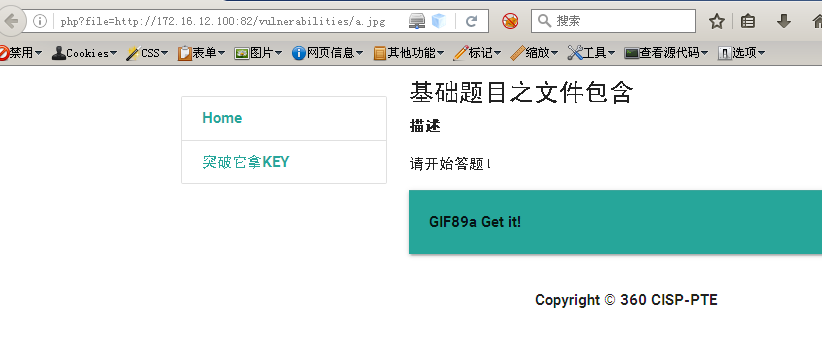 php?file=http://172.16.12.100:82/vulnerabilities/a.jpg 搜索
禁用 Cookies CSS 表单 图片 网页信息 其他功能 标记 缩放 工具 查看源代码 选项
基础题目之文件包含
Home
描述
突破它拿KEY
请开始答题!
GIF89a Get it!
Copyright © 360 CISP-PTE